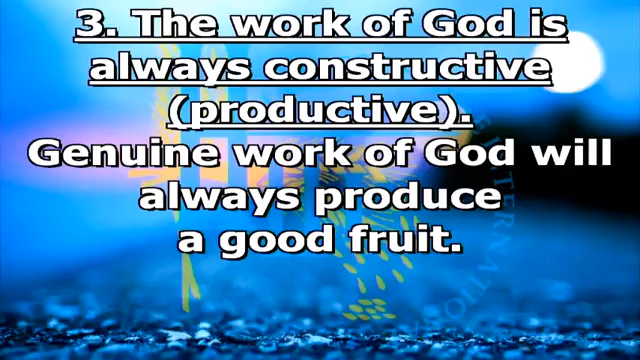 3. The work of God is
always constructive
(productive).
Genuine work of God will
always produce
a good fruit.